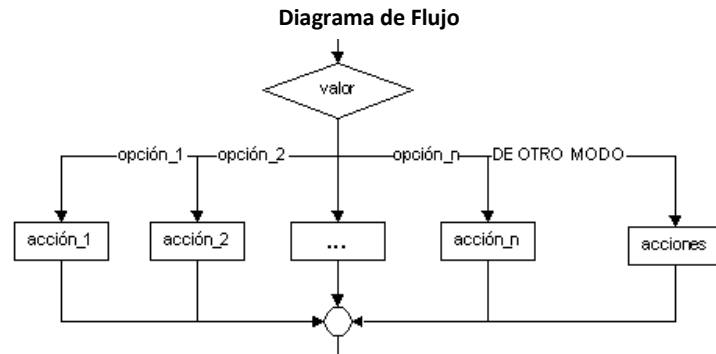 Diagrama de Flujo
valor
opción_1 opción_2 opción_n DE OTRO MODO
acción_1 acción_2 ... acción_n acciones